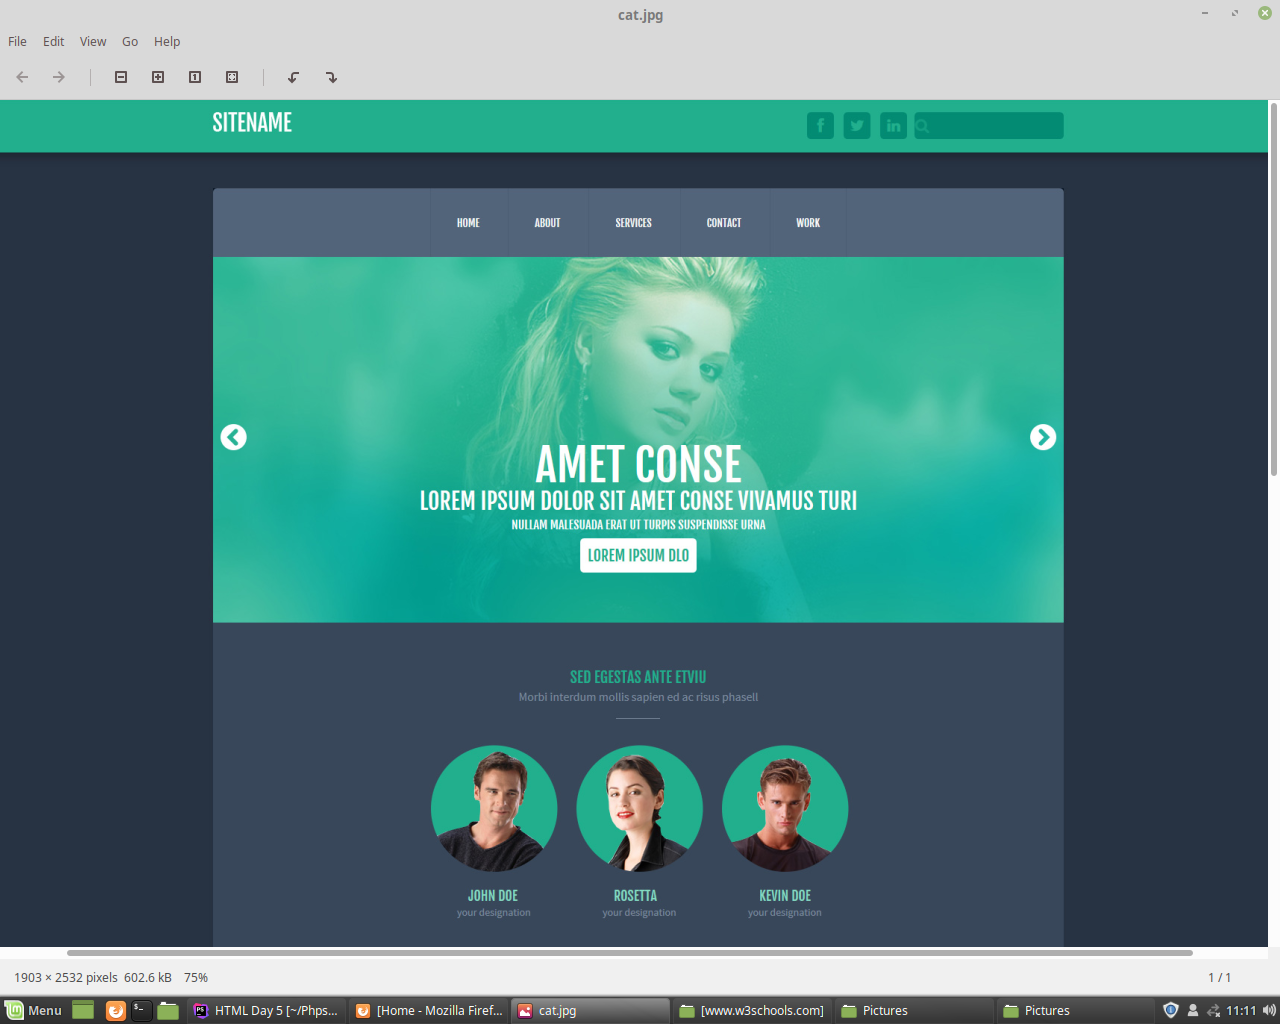 cat.jpg
File Edit View Go Help
SITENAME
HOME ABOUT SERVICES CONTACT WORK
AMET CONSE
LOREM IPSUM DOLOR SIT AMET CONSE VIVAMUS TURI
NULLAM MALESUADA ERAT UT TURPIS SUSPENDISSE URNA
LOREM IPSUM DLO
SED EGESTAS ANTE ETVIU
Morbi interdum mollis sapien ed ac risus phasell
JOHN DOE ROSETTA KEVIN DOE
your designation your designation your designation
1903 × 2532 pixels 602.6 kB 75% 1 / 1
Menu HTML Day 5 [~/Phps... [Home - Mozilla Firef... cat.jpg [www.w3schools.com] Pictures Pictures 11:11